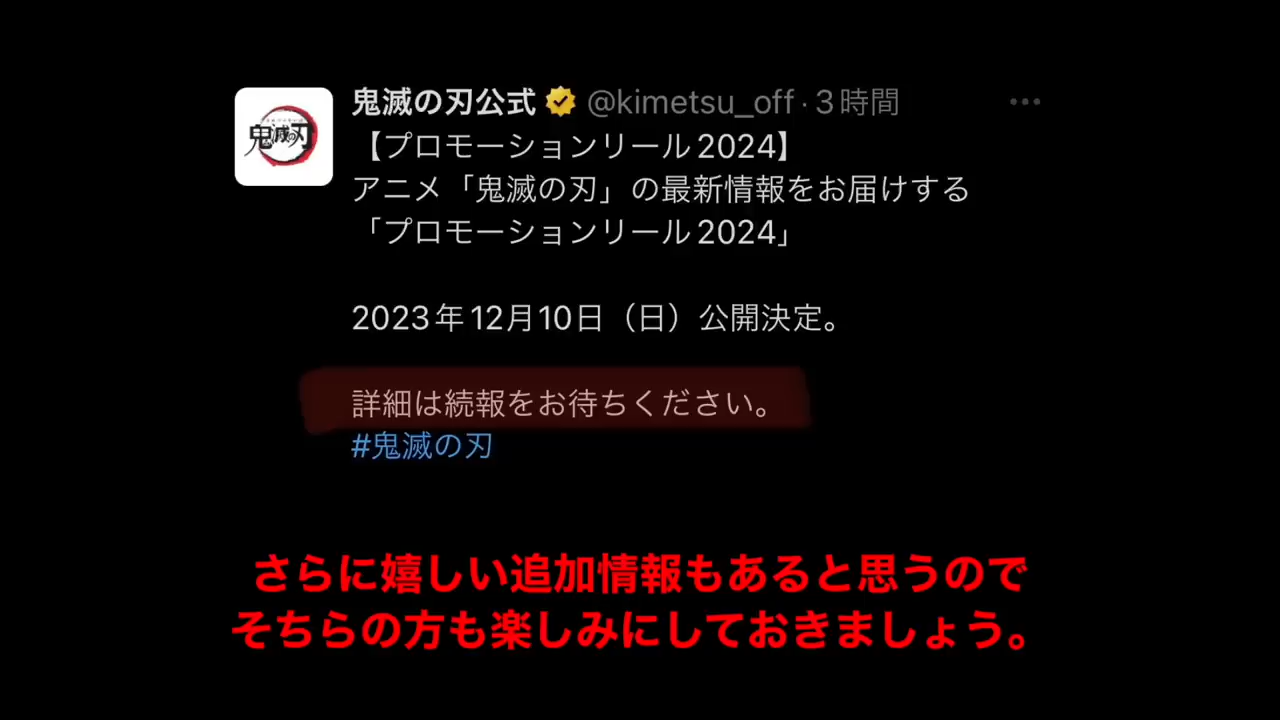 鬼滅の刃
鬼滅の刃公式 @kimetsu_off·3時間
【プロモーションリール2024】
アニメ「鬼滅の刃」の最新情報をお届けする
「プロモーションリール2024」
2023年12月10日（日）公開決定。
詳細は続報をお待ちください。
#鬼滅の刃
さらに嬉しい追加情報もあると思うので
そちらの方も楽しみにしておきましょう。